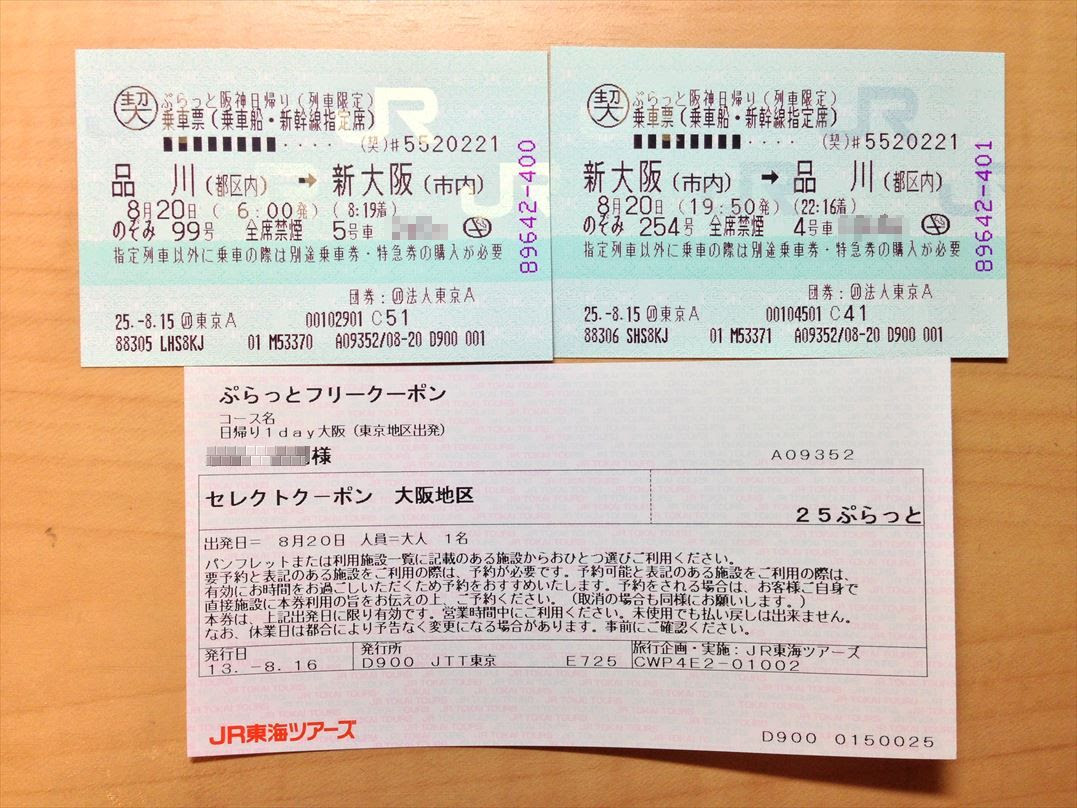 契 ぷらっと阪神日帰り(列車限定)
乗車票(乗車船・新幹線指定席)
(契)#5520221
品 川(都区内) → 新大阪(市内)
8月20日( 6:00発)( 8:19着)
のぞみ 99号 全席禁煙 5号車
指定列車以外に乗車の際は別途乗車券・特急券の購入が必要
団券:法人東京A
25.-8.15 東京A 00102901 C51
88305 LHS8KJ 01 M53370 A09352/08-20 D900 001
89642-400
契 ぷらっと阪神日帰り(列車限定)
乗車票(乗車船・新幹線指定席)
(契)#5520221
新大阪(市内) → 品 川(都区内)
8月20日(19:50発)(22:16着)
のぞみ 254号 全席禁煙 4号車
指定列車以外に乗車の際は別途乗車券・特急券の購入が必要
団券:法人東京A
25.-8.15 東京A 00104501 C41
88306 SHS8KJ 01 M53371 A09352/08-20 D900 001
89642-401
ぷらっとフリークーポン
コース名
日帰り1day大阪(東京地区出発)
様 A09352
セレクトクーポン 大阪地区
25ぷらっと
出発日= 8月20日 人員=大人 1名
パンフレットまたは利用施設一覧に記載のある施設からおひとつ選びご利用ください。
要予約と表記のある施設をご利用の際は、予約が必要です。予約可能と表記のある施設をご利用の際は、
有効にお時間をお過ごしいただくため予約をおすすめいたします。予約をされる場合は、お客様ご自身で
直接施設に本券利用の旨をお伝えの上、ご予約ください。(取消の場合も同様にお願いします。)
本券は、上記出発日に限り有効です。営業時間中にご利用ください。未使用でも払い戻しは出来ません。
なお、休業日は都合により予告なく変更になる場合があります。事前にご確認ください。
発行日 発行所 旅行企画・実施:JR東海ツアーズ
13.-8.16 D900 JTT東京 E725 CWP4E2-01002
JR東海ツアーズ
D900 0150025